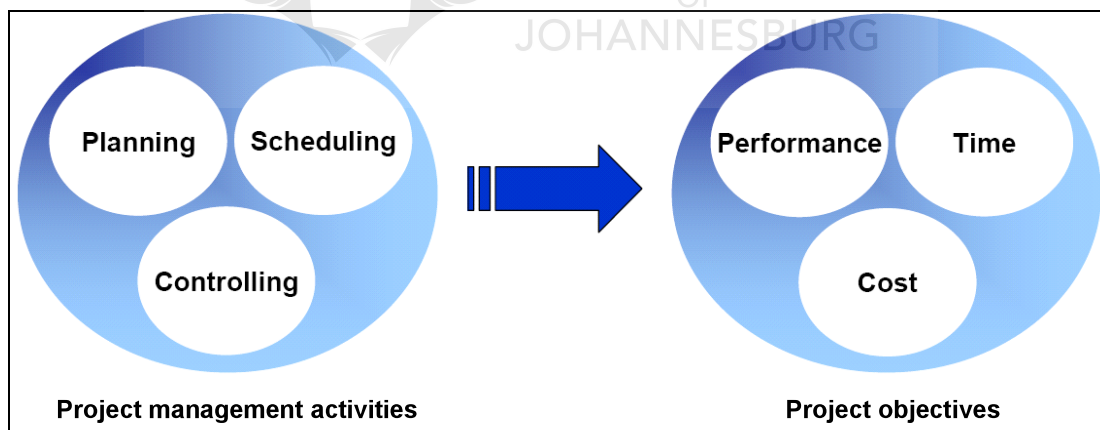 JOHANNESBURG
Planning
Scheduling
Controlling
Project management activities
Performance
Time
Cost
Project objectives